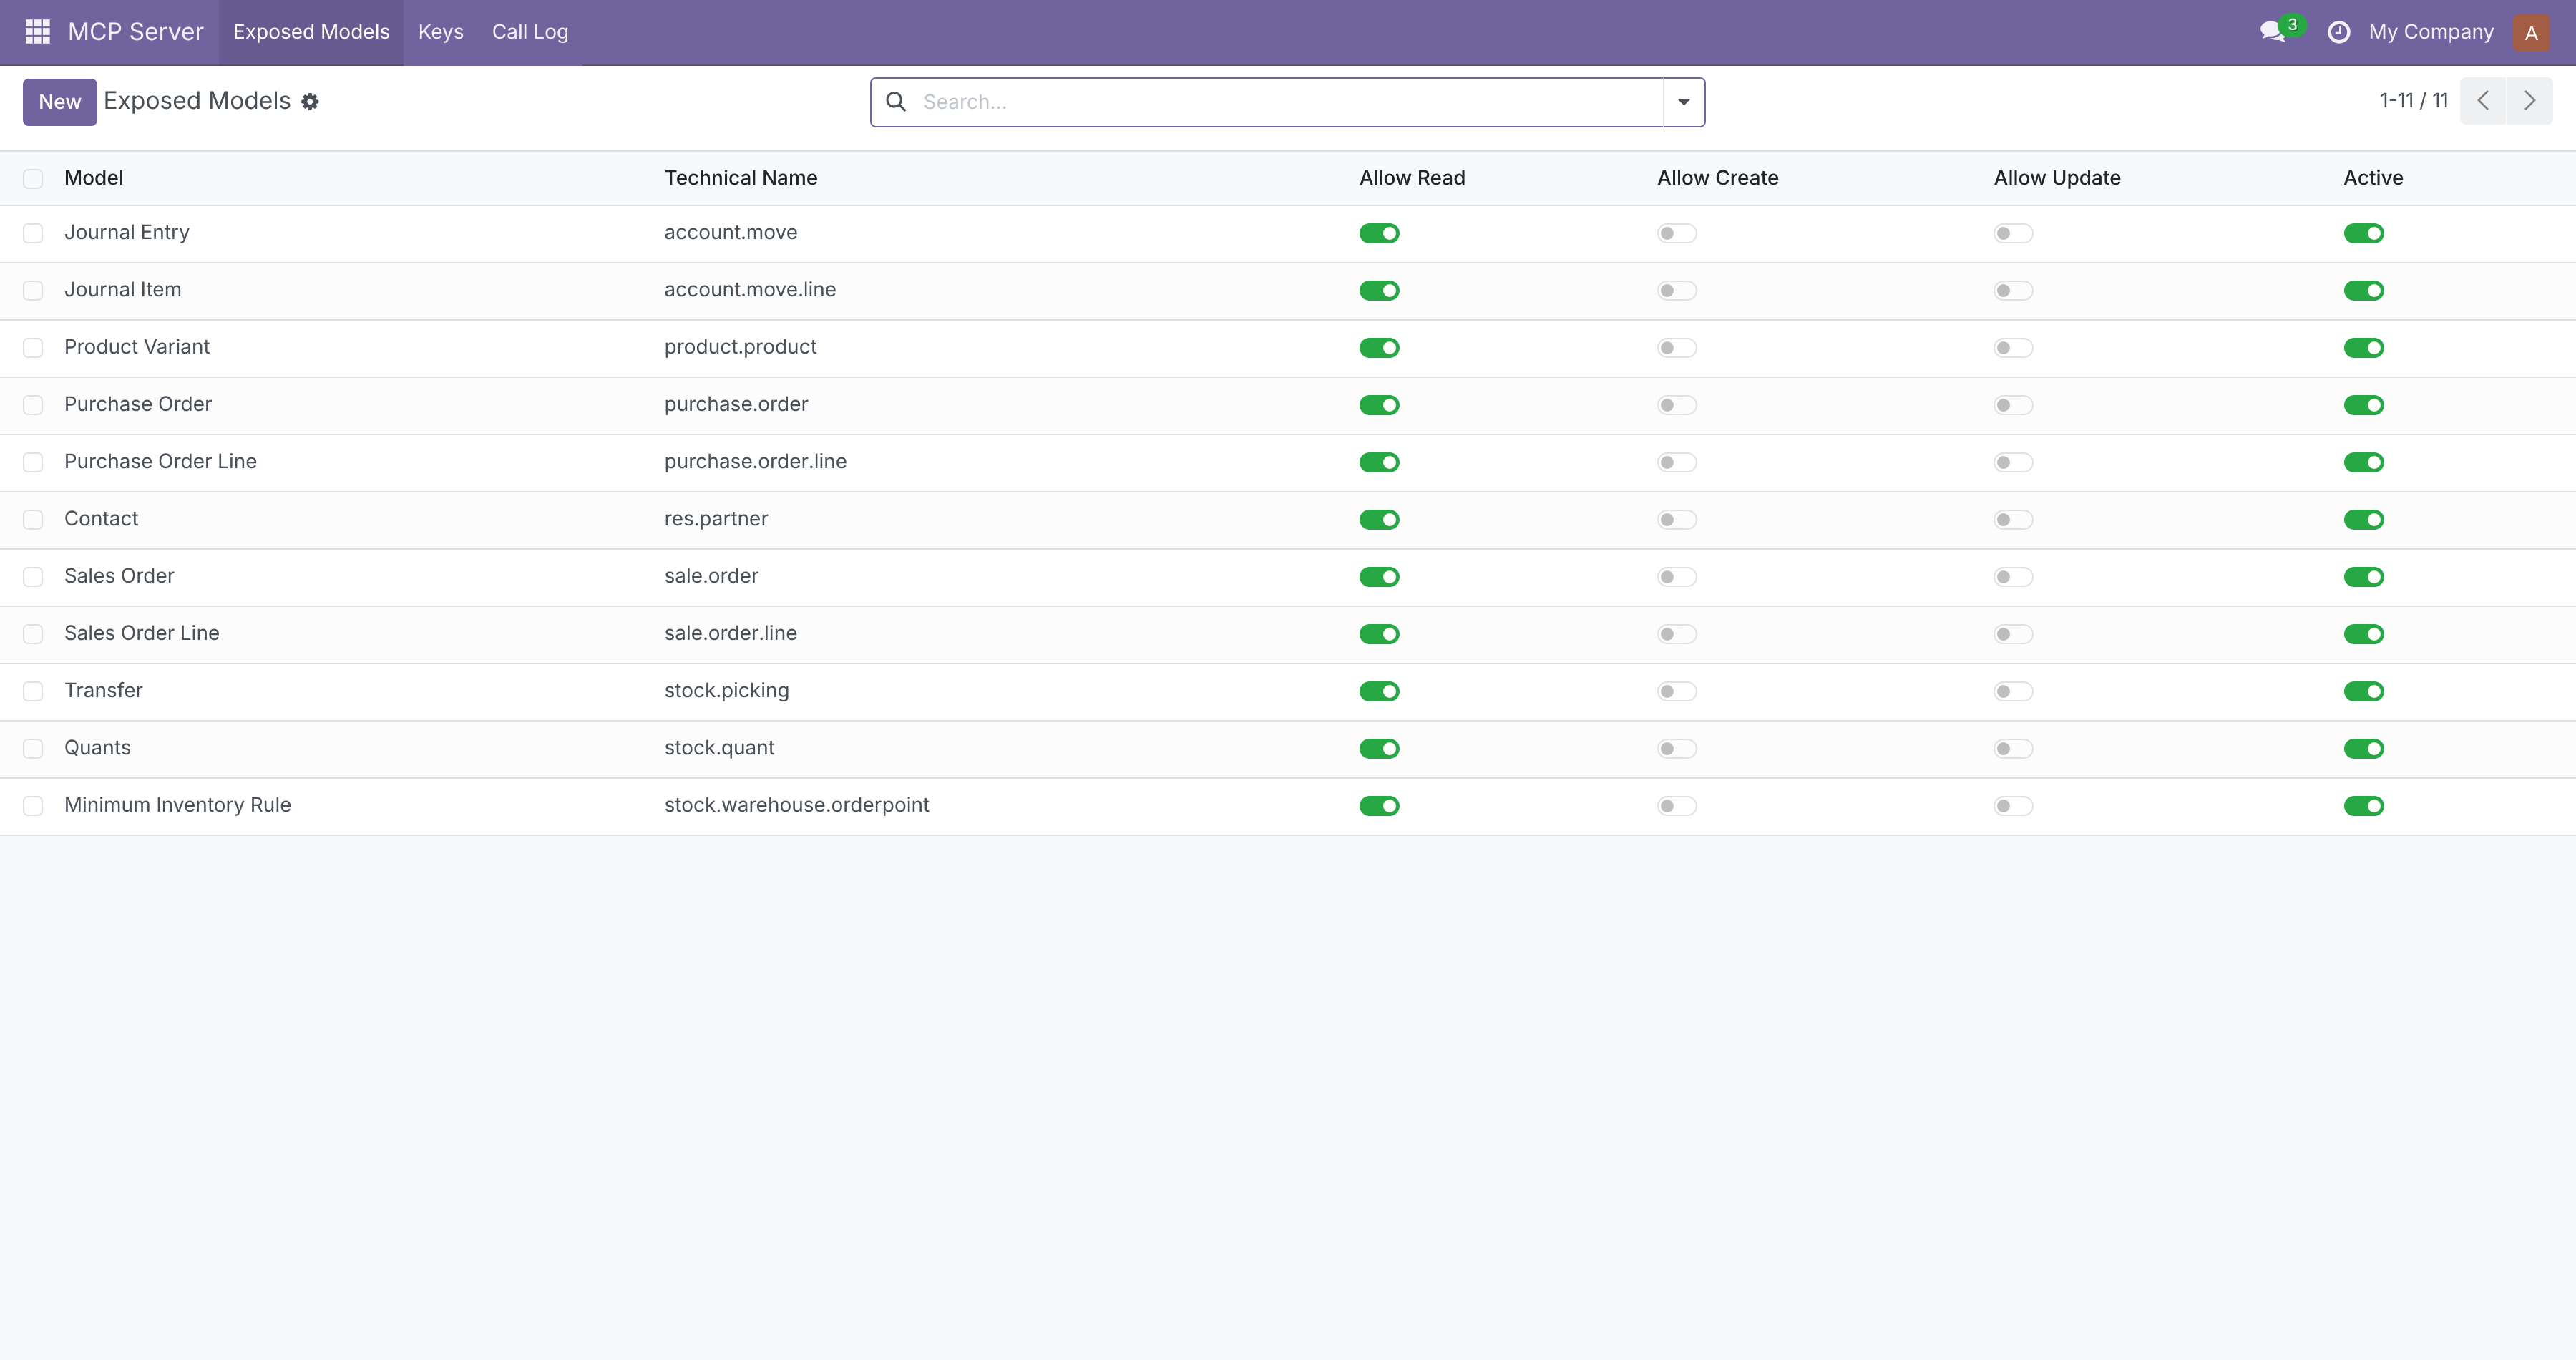 MCP Server Exposed Models Keys Call Log 3 My Company A
New Exposed Models Search... 1-11 / 11
Model Technical Name Allow Read Allow Create Allow Update Active
Journal Entry account.move
Journal Item account.move.line
Product Variant product.product
Purchase Order purchase.order
Purchase Order Line purchase.order.line
Contact res.partner
Sales Order sale.order
Sales Order Line sale.order.line
Transfer stock.picking
Quants stock.quant
Minimum Inventory Rule stock.warehouse.orderpoint